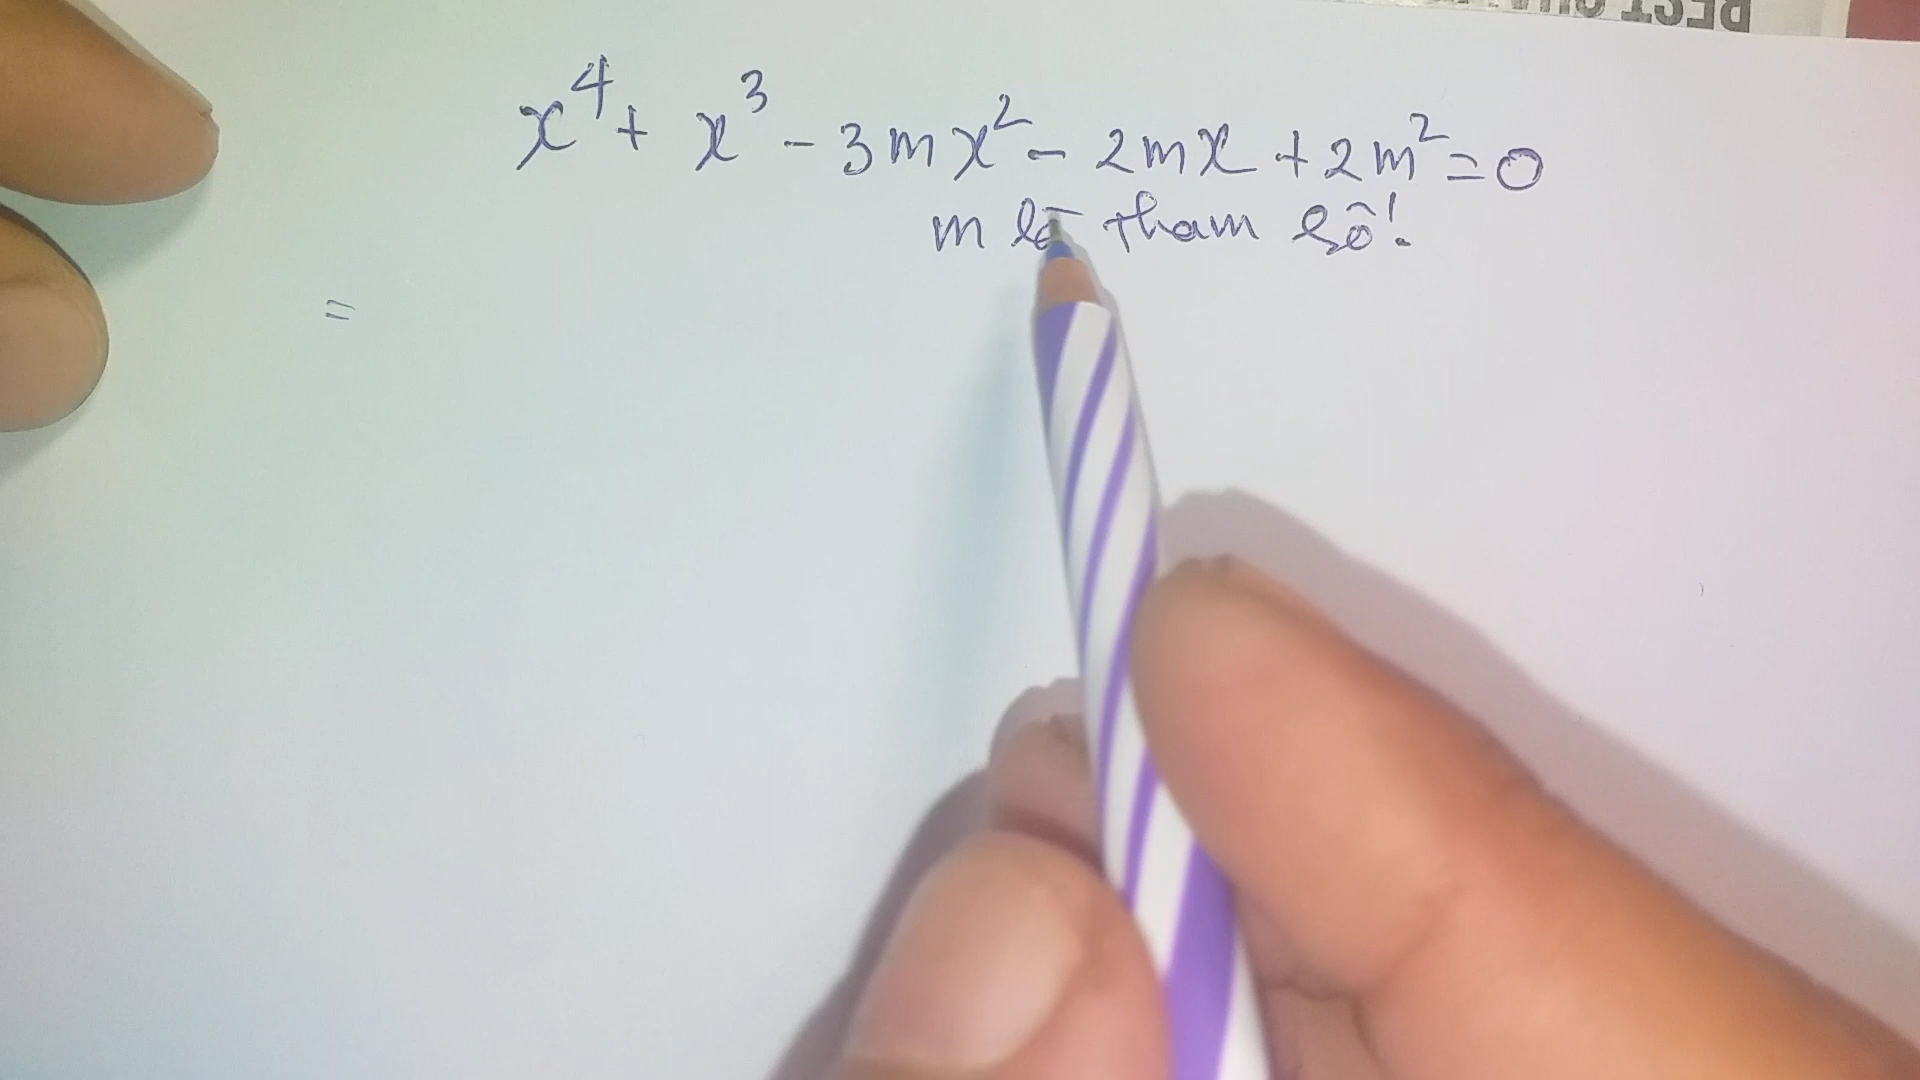 x⁴ + x³ - 3mx² - 2mx + 2m² = 0
m là tham số!
=